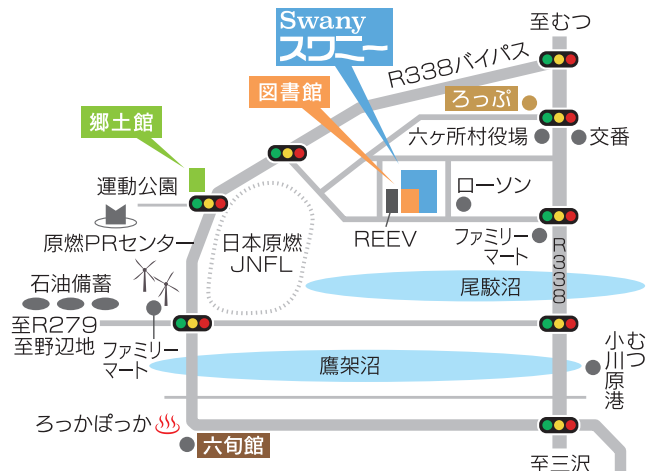 Swany
スワニー
至むつ
R338バイパス
図書館
ろっぷ
郷土館
六ヶ所村役場
交番
運動公園
ローソン
原燃PRセンター
日本原燃
JNFL
REEV
ファミリー
マート
R338
石油備蓄
尾駮沼
至R279
至野辺地
ファミリー
マート
鷹架沼
むつ
小川原港
ろっかぽっか
六旬館
至三沢